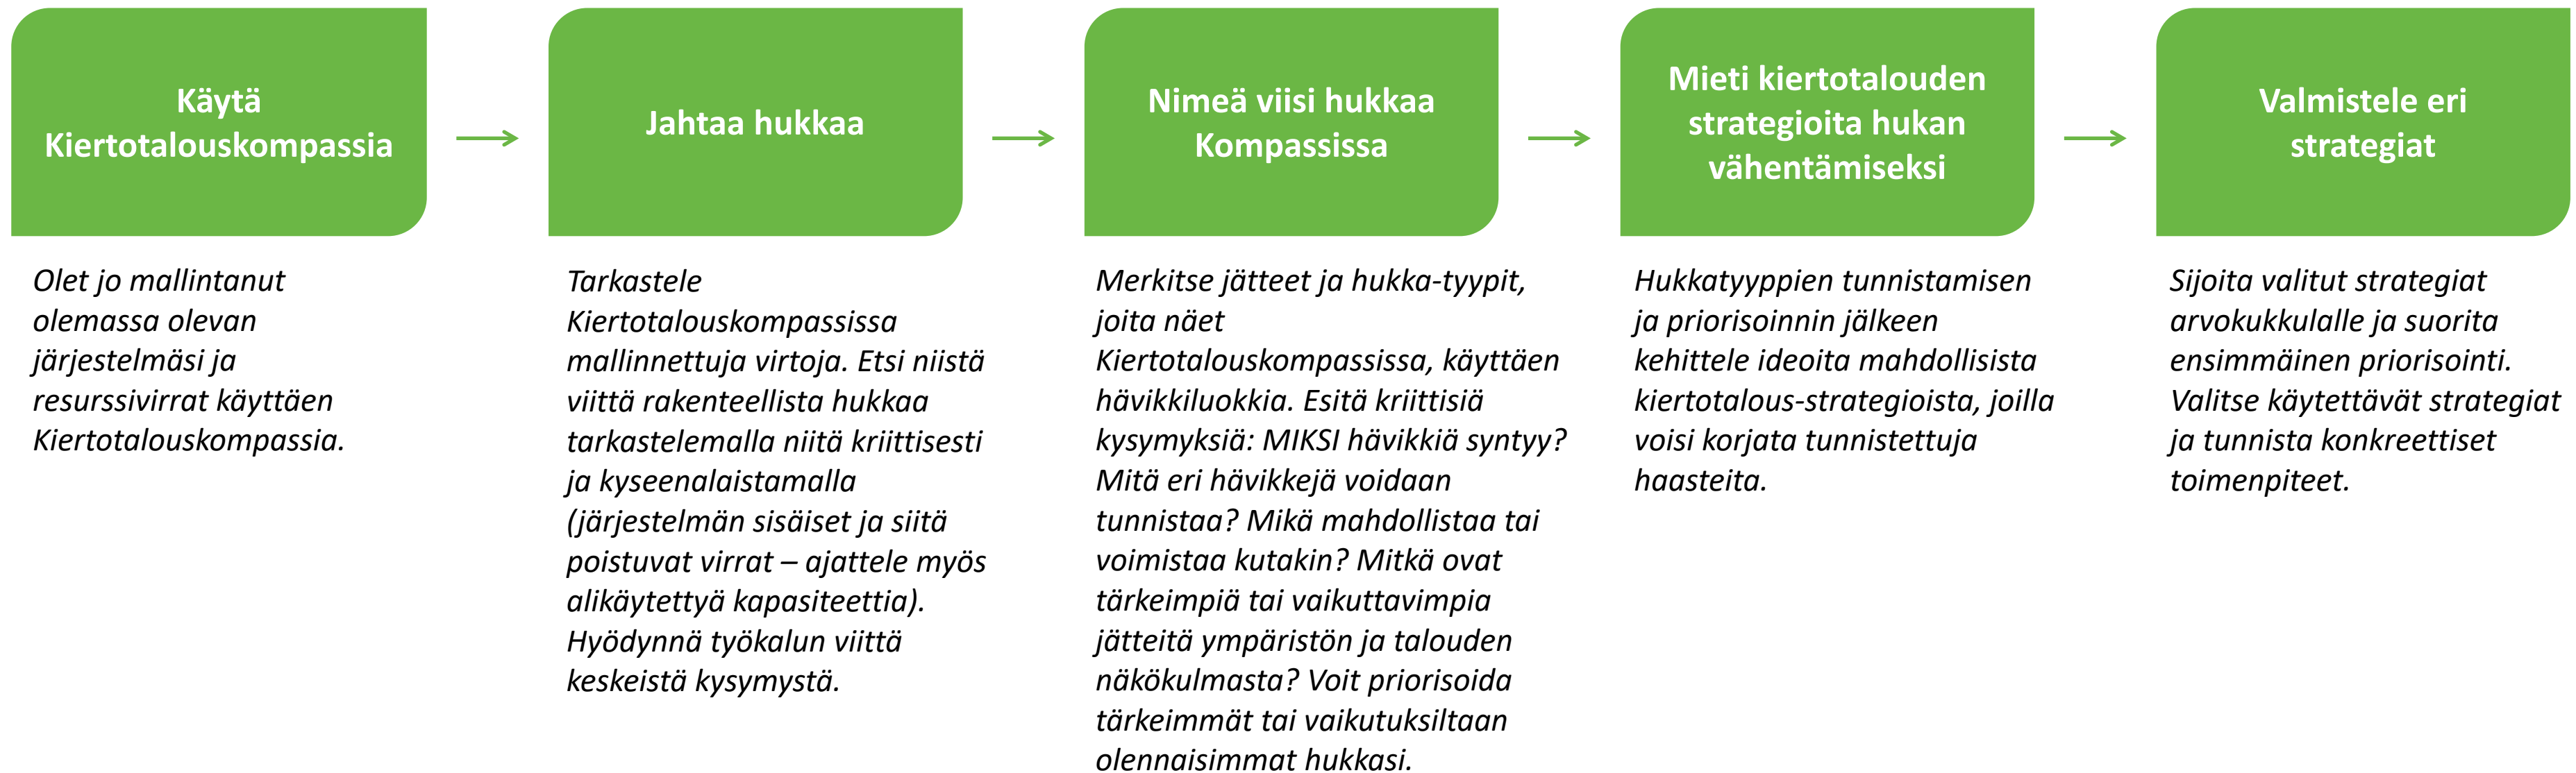 Käytä
Kiertotalouskompassia
Olet jo mallintanut
olemassa olevan
järjestelmäsi ja
resurssivirrat käyttäen
Kiertotalouskompassia.
Jahtaa hukkaa
Tarkastele
Kiertotalouskompassissa
mallinnettuja virtoja. Etsi niistä
viittä rakenteellista hukkaa
tarkastelemalla niitä kriittisesti
ja kyseenalaistamalla
(järjestelmän sisäiset ja siitä
poistuvat virrat – ajattele myös
alikäytettyä kapasiteettia).
Hyödynnä työkalun viittä
keskeistä kysymystä.
Nimeä viisi hukkaa
Kompassissa
Merkitse jätteet ja hukka-tyypit,
joita näet
Kiertotalouskompassissa, käyttäen
hävikkiluokkia. Esitä kriittisiä
kysymyksiä: MIKSI hävikkiä syntyy?
Mitä eri hävikkejä voidaan
tunnistaa? Mikä mahdollistaa tai
voimistaa kutakin? Mitkä ovat
tärkeimpiä tai vaikuttavimpia
jätteitä ympäristön ja talouden
näkökulmasta? Voit priorisoida
tärkeimmät tai vaikutuksiltaan
olennaisimmat hukkasi.
Mieti kiertotalouden
strategioita hukan
vähentämiseksi
Hukkatyyppien tunnistamisen
ja priorisoinnin jälkeen
kehittele ideoita mahdollisista
kiertotalous-strategioista, joilla
voisi korjata tunnistettuja
haasteita.
Valmistele eri
strategiat
Sijoita valitut strategiat
arvokukkulalle ja suorita
ensimmäinen priorisointi.
Valitse käytettävät strategiat
ja tunnista konkreettiset
toimenpiteet.